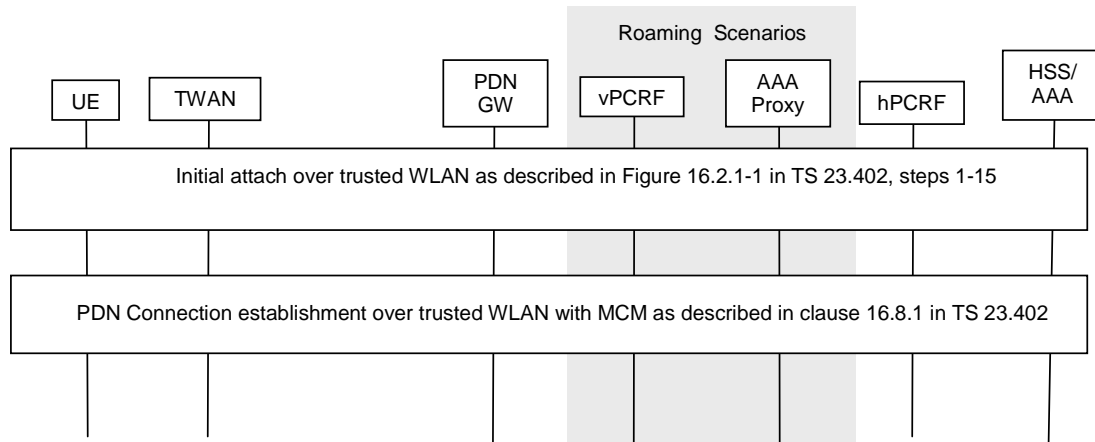 Roaming Scenarios
UE
TWAN
PDN
GW
vPCRF
AAA
Proxy
hPCRF
HSS/
AAA
Initial attach over trusted WLAN as described in Figure 16.2.1-1 in TS 23.402, steps 1-15
PDN Connection establishment over trusted WLAN with MCM as described in clause 16.8.1 in TS 23.402